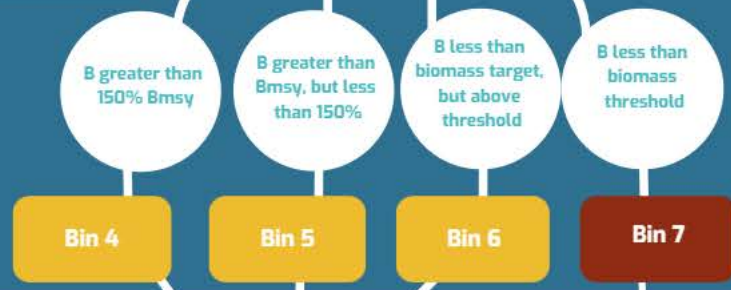 B greater than
150% Bmsy
B greater than
Bmsy, but less
than 150%
B less than
biomass target,
but above
threshold
B less than
biomass
threshold
Bin 4
Bin 5
Bin 6
Bin 7